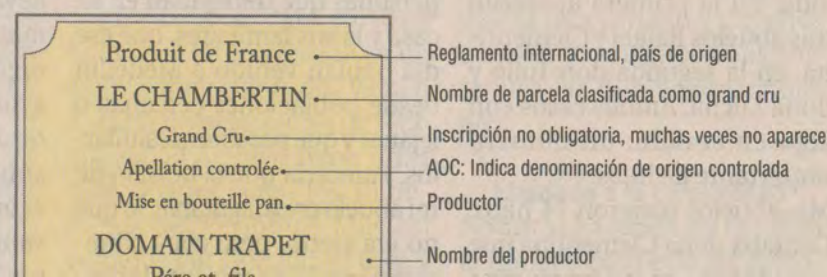 Produit de France
Reglamento internacional, país de origen
LE CHAMBERTIN
Nombre de parcela clasificada como grand cru
Grand Cru
Inscripción no obligatoria, muchas veces no aparece
Apellation controlée
AOC: Indica denominación de origen controlada
Mise en bouteille pan
Productor
DOMAIN TRAPET
Nombre del productor